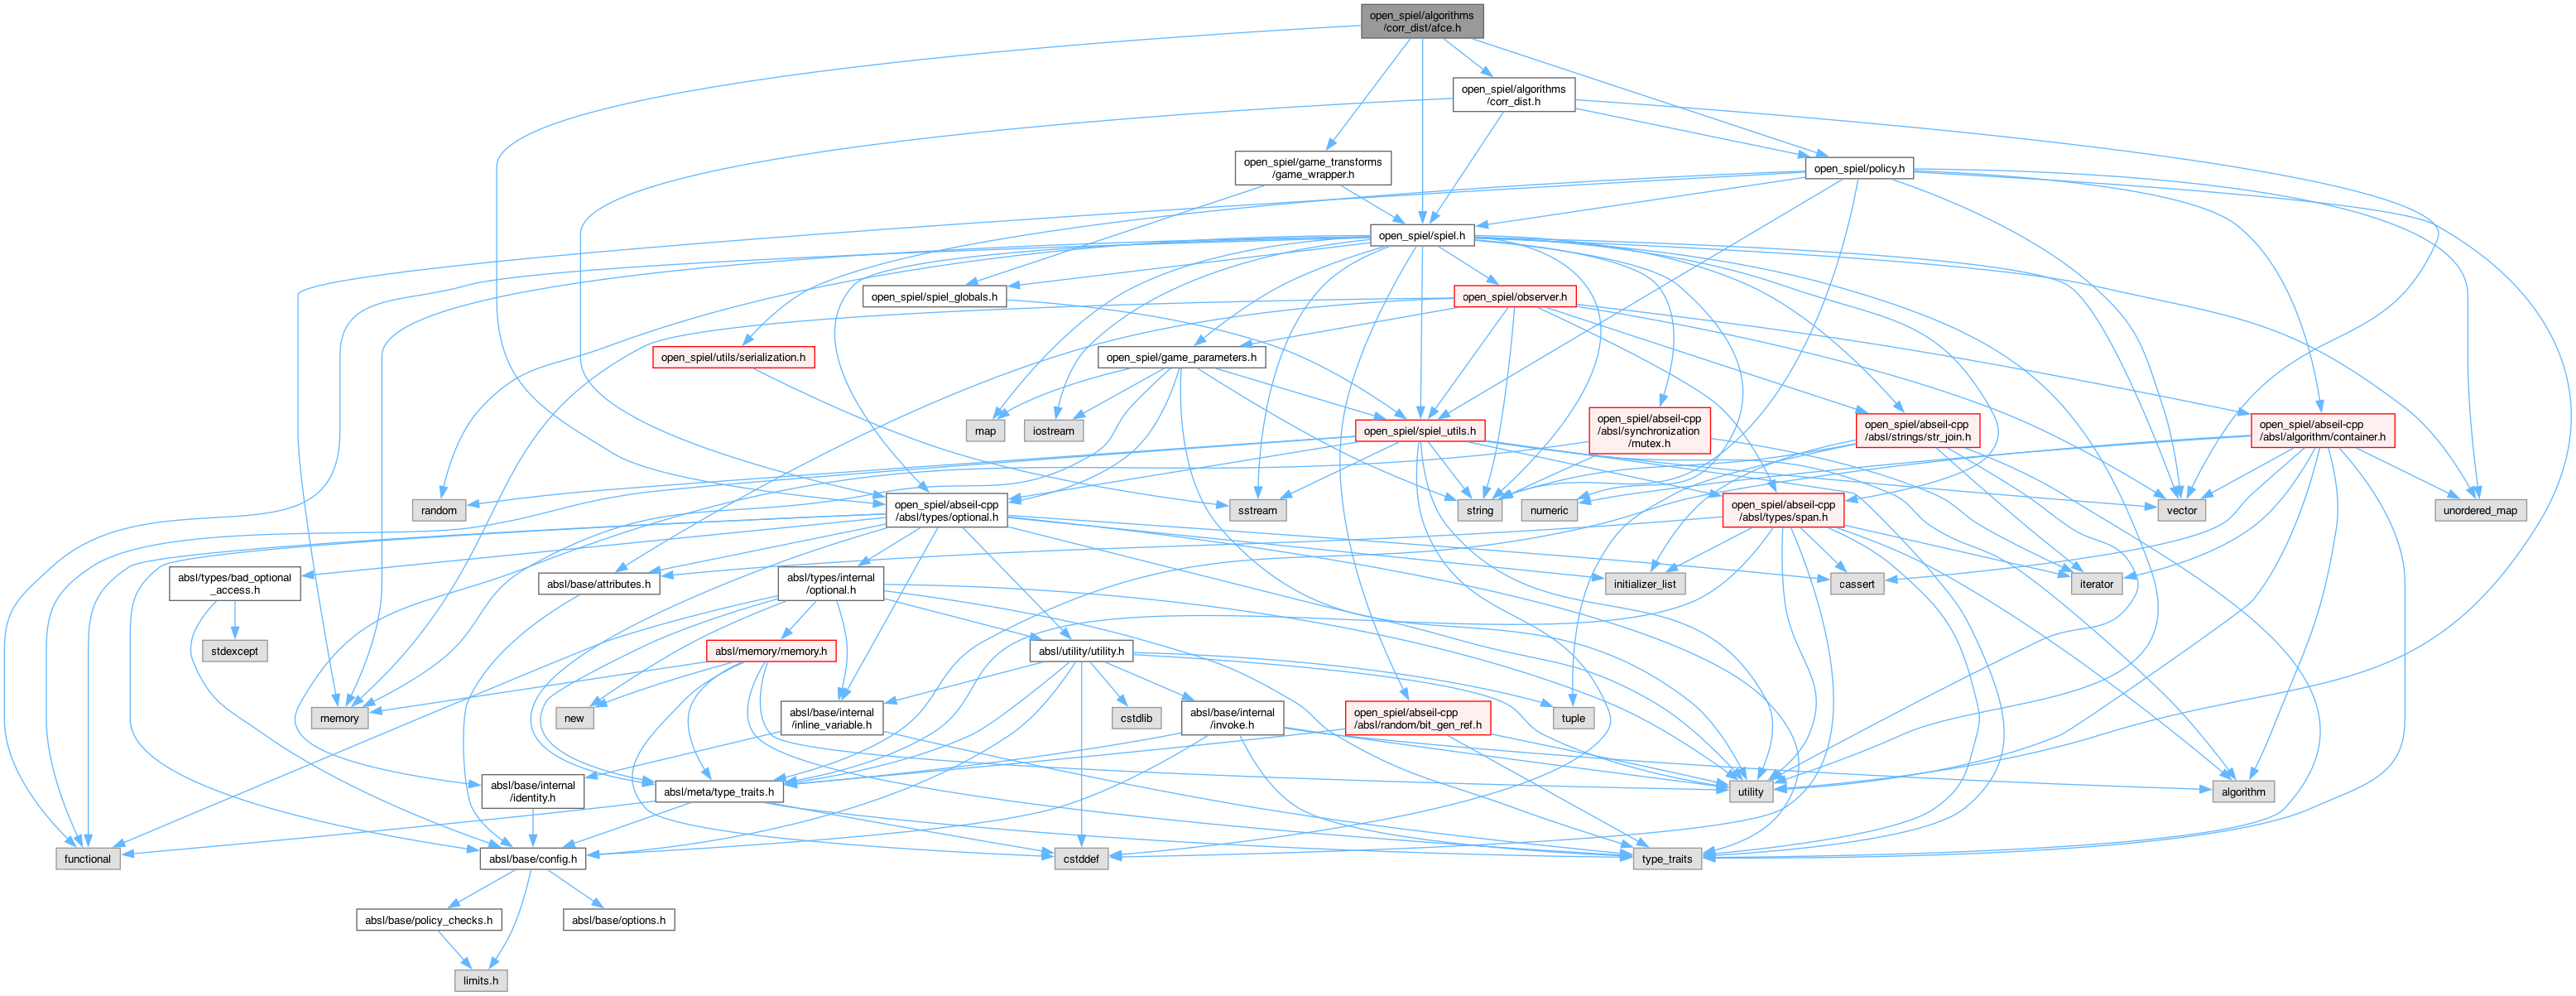 open_spiel/algorithms
/corr_dist/afce.h
open_spiel/algorithms
/corr_dist.h
open_spiel/game_transforms
/game_wrapper.h
open_spiel/policy.h
open_spiel/spiel.h
open_spiel/spiel_globals.h
open_spiel/observer.h
open_spiel/utils/serialization.h
open_spiel/game_parameters.h
map
iostream
open_spiel/spiel_utils.h
open_spiel/abseil-cpp
/absl/synchronization
/mutex.h
open_spiel/abseil-cpp
/absl/strings/str_join.h
open_spiel/abseil-cpp
/absl/algorithm/container.h
random
open_spiel/abseil-cpp
/absl/types/optional.h
sstream
string
numeric
open_spiel/abseil-cpp
/absl/types/span.h
vector
unordered_map
absl/types/bad_optional
_access.h
absl/base/attributes.h
absl/types/internal
/optional.h
initializer_list
cassert
iterator
stdexcept
absl/memory/memory.h
absl/utility/utility.h
memory
new
absl/base/internal
/inline_variable.h
cstdlib
absl/base/internal
/invoke.h
open_spiel/abseil-cpp
/absl/random/bit_gen_ref.h
tuple
absl/base/internal
/identity.h
absl/meta/type_traits.h
utility
algorithm
functional
absl/base/config.h
cstddef
type_traits
absl/base/policy_checks.h
absl/base/options.h
limits.h